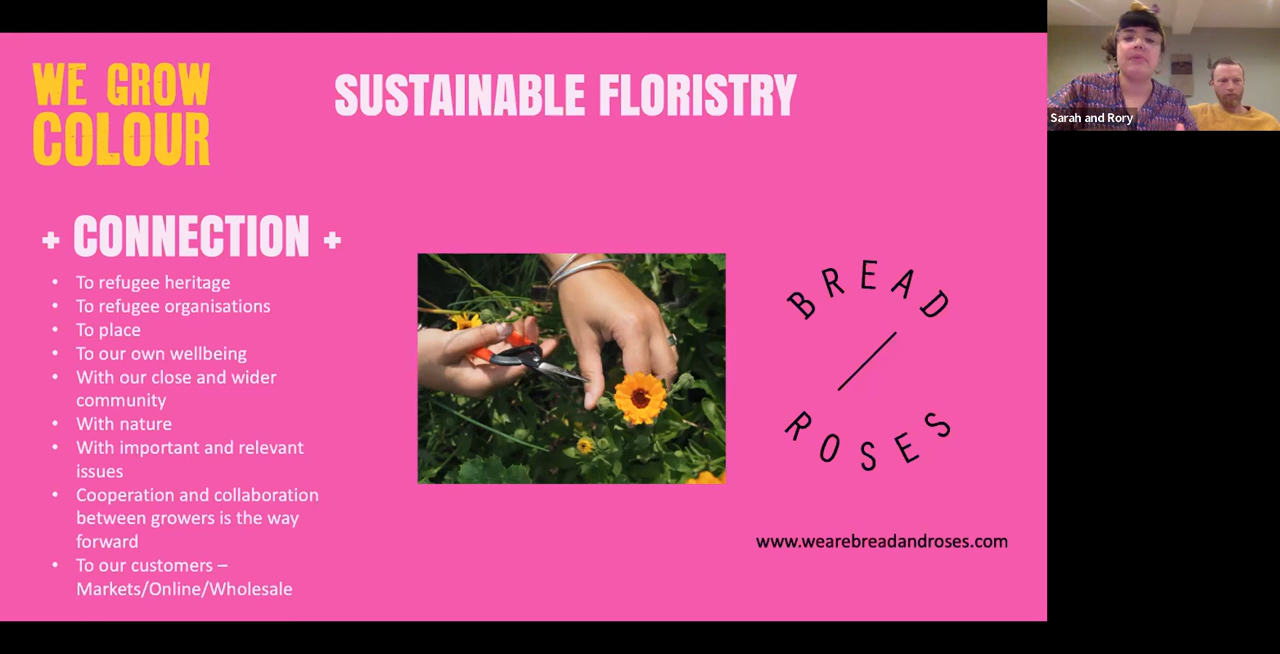 WE GROW
COLOUR
SUSTAINABLE FLORISTRY
+ CONNECTION +
• To refugee heritage
• To refugee organisations
• To place
• To our own wellbeing
• With our close and wider
community
• With nature
• With important and relevant
issues
• Cooperation and collaboration
between growers is the way
forward
• To our customers –
Markets/Online/Wholesale
BREAD
/
ROSES
www.wearebreadandroses.com
Sarah and Rory